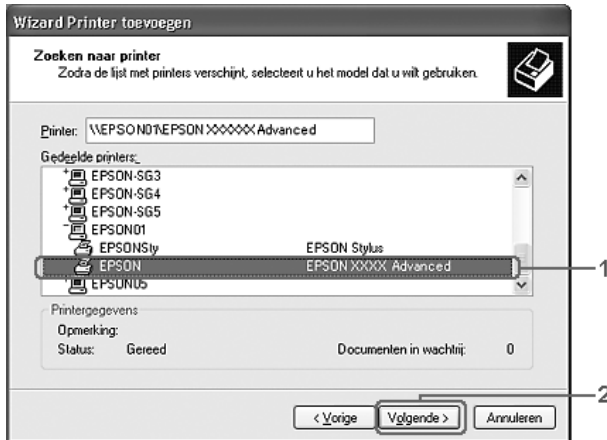 Wizard Printer toevoegen
Zoeken naar printer
Zodra de lijst met printers verschijnt, selecteert u het model dat u wilt gebruiken.
Printer: \\EPSON01\EPSON XXXXXX Advanced
Gedeelde printers:
EPSON-SG3
EPSON-SG4
EPSON-SG5
EPSON01
EPSONSty EPSON Stylus
EPSON EPSON XXXX Advanced 1
EPSON05
Printergegevens
Opmerking:
Status: Gereed Documenten in wachtrij: 0
2
< Vorige Volgende > Annuleren